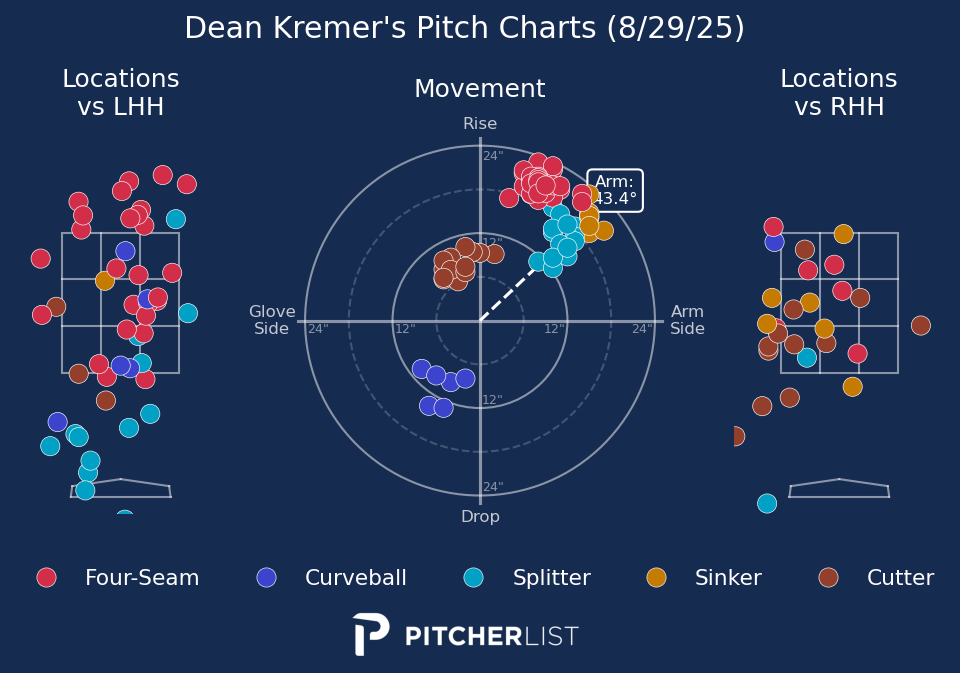 Dean Kremer's Pitch Charts (8/29/25)
Locations
vs LHH
Movement
Locations
vs RHH
Rise
24"
Arm:
43.4°
12"
Glove
Side
24"
12"
12"
24"
Arm
Side
12"
24"
Drop
Four-Seam
Curveball
Splitter
Sinker
Cutter
PITCHERLIST